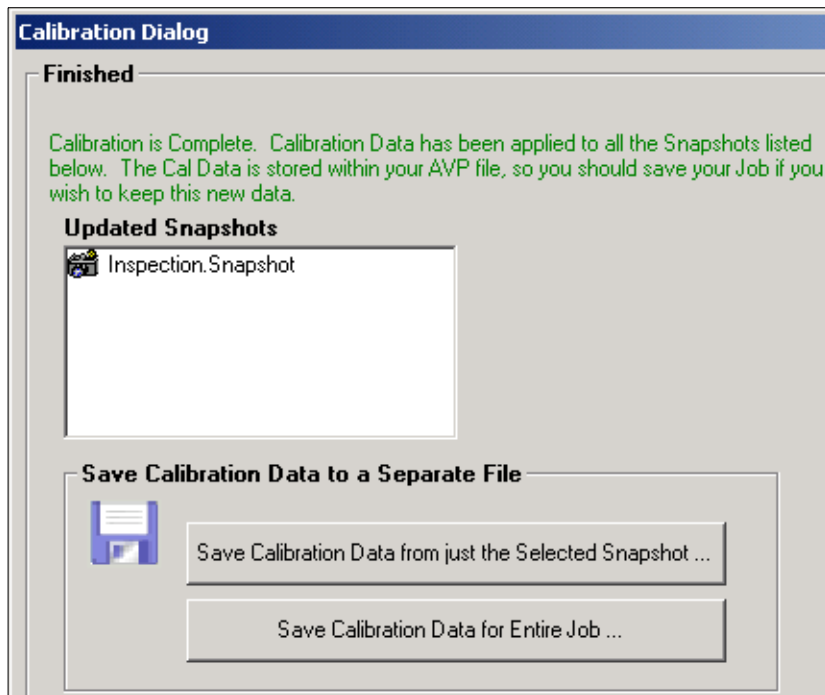 Calibration Dialog
Finished
Calibration is Complete.  Calibration Data has been applied to all the Snapshots listed
below.  The Cal Data is stored within your AVP file, so you should save your Job if you
wish to keep this new data.
Updated Snapshots
Inspection.Snapshot
Save Calibration Data to a Separate File
Save Calibration Data from just the Selected Snapshot ...
Save Calibration Data for Entire Job ...